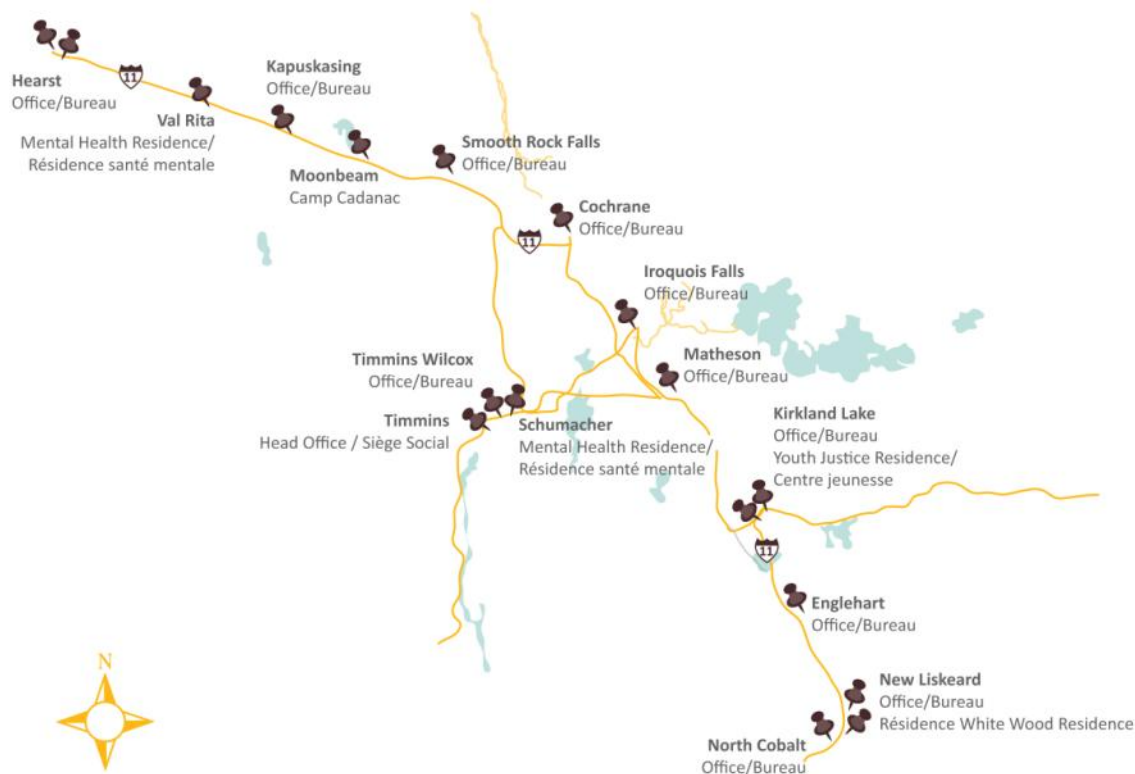 Hearst
Office/Bureau
11
Val Rita
Mental Health Residence/
Résidence santé mentale
Kapuskasing
Office/Bureau
Moonbeam
Camp Cadanac
Smooth Rock Falls
Office/Bureau
Cochrane
Office/Bureau
11
Iroquois Falls
Office/Bureau
Matheson
Office/Bureau
Timmins Wilcox
Office/Bureau
Timmins
Head Office / Siège Social
Schumacher
Mental Health Residence/
Résidence santé mentale
Kirkland Lake
Office/Bureau
Youth Justice Residence/
Centre jeunesse
11
Englehart
Office/Bureau
New Liskeard
Office/Bureau
Résidence White Wood Residence
North Cobalt
Office/Bureau
N